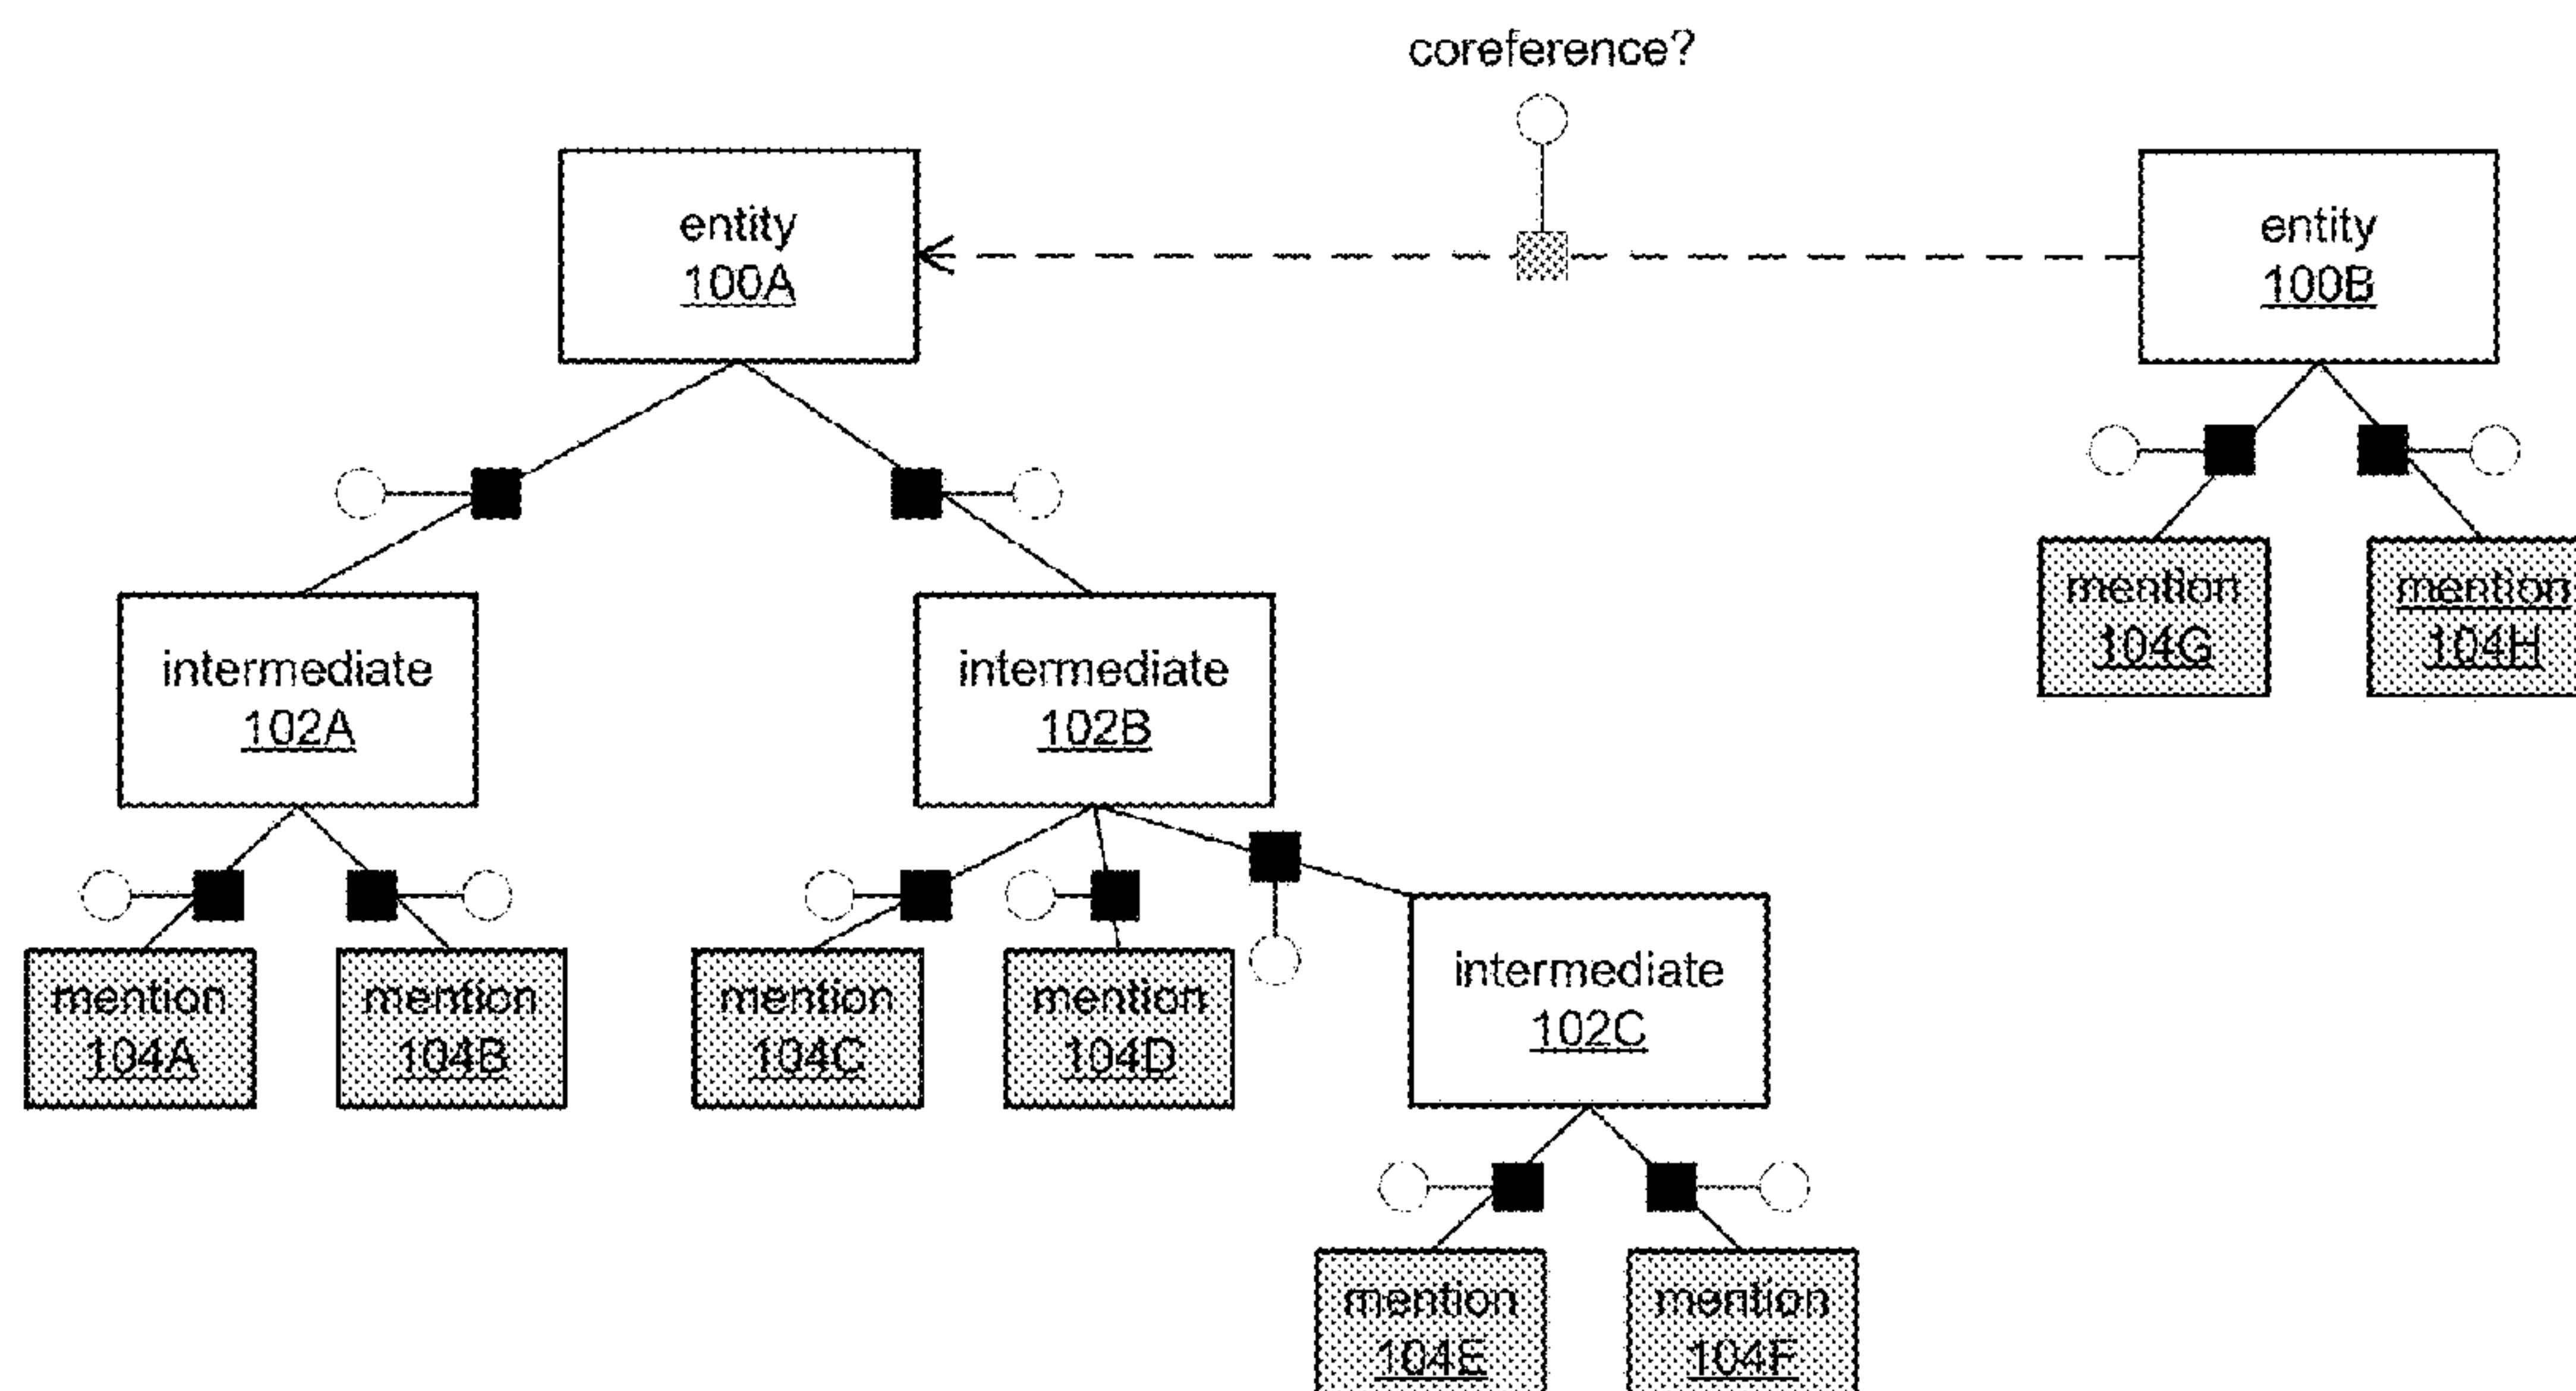 coreference?
entity
100A
entity
100B
mention
104G
mention
104H
intermediate
102A
intermediate
102B
mention
104A
mention
104B
mention
104C
mention
104D
intermediate
102C
mention
104E
mention
104F